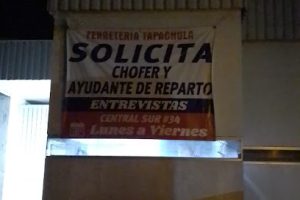 FERRETERIA TAPACHULA
SOLICITA
CHOFER Y
AYUDANTE DE REPARTO
ENTREVISTAS
CENTRAL SUR #34
Lunes a Viernes